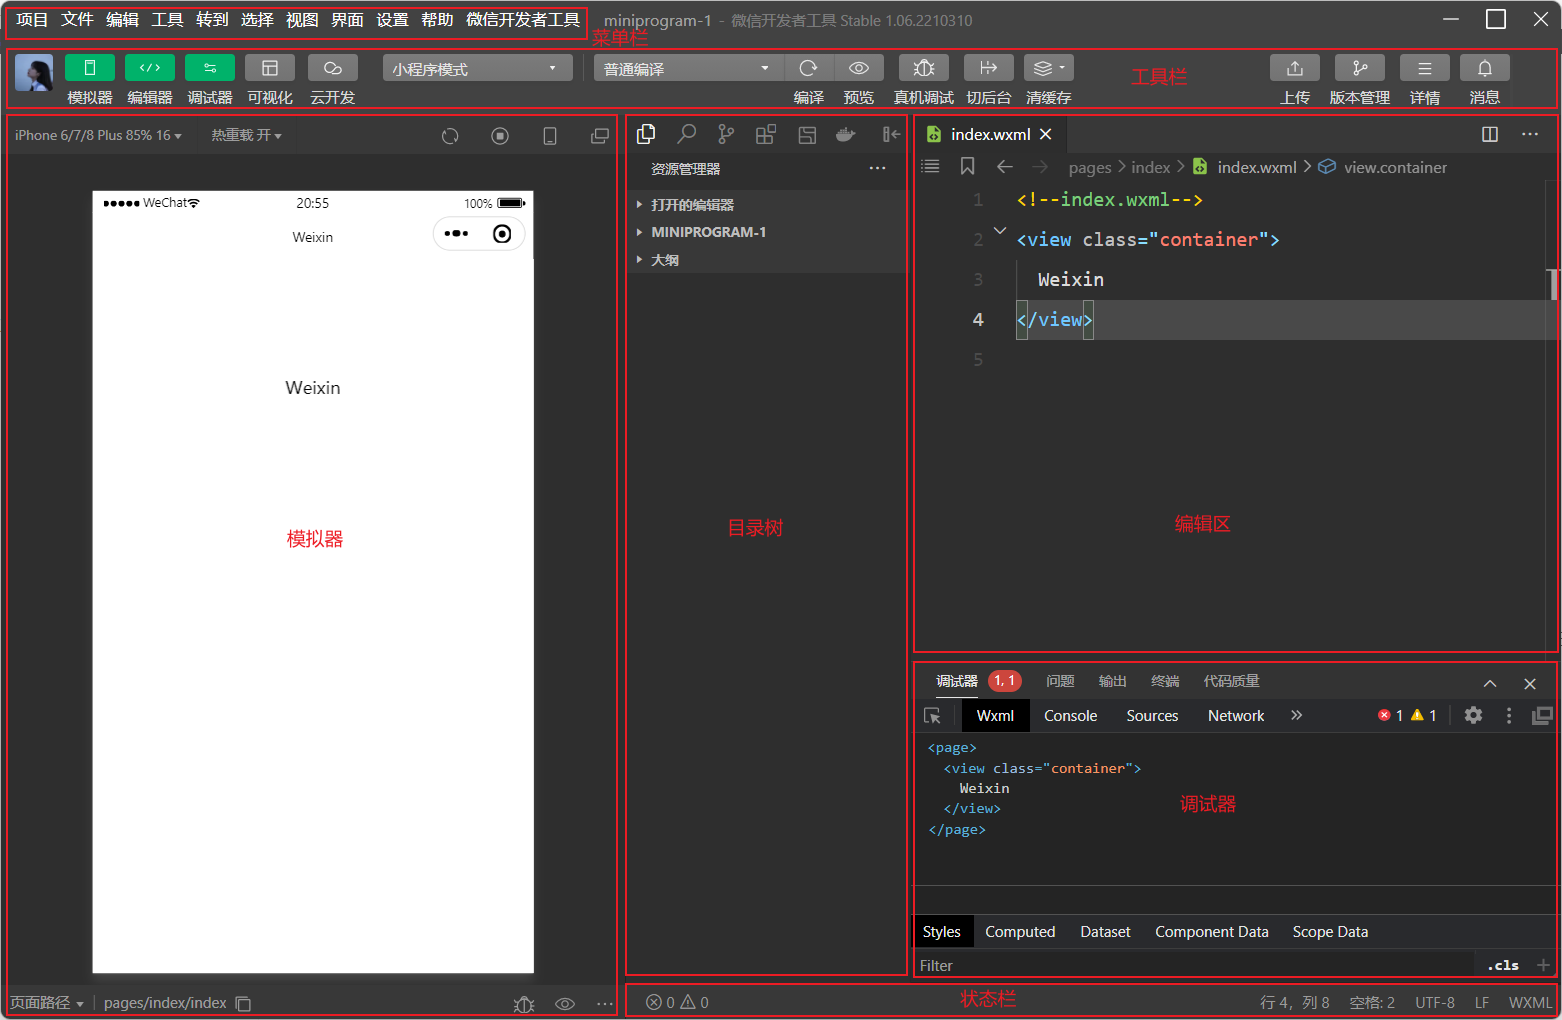 项目 文件 编辑 工具 转到 选择 视图 界面 设置 帮助 微信开发者工具 miniprogram-1 - 微信开发者工具 Stable 1.06.2210310
菜单栏
小程序模式 普通编译
工具栏
模拟器 编辑器 调试器 可视化 云开发 编译 预览 真机调试 切后台 清缓存 上传 版本管理 详情 消息
iPhone 6/7/8 Plus 85% 16 热重载 开
WeChat 20:55 100%
Weixin
Weixin
模拟器
页面路径 pages/index/index
资源管理器
打开的编辑器
MINIPROGRAM-1
大纲
目录树
index.wxml
pages index index.wxml view.container
1 <!--index.wxml-->
2 <view class="container">
3 Weixin
4 </view>
5
编辑区
调试器 1, 1 问题 输出 终端 代码质量
Wxml Console Sources Network 1 1
<page>
<view class="container">
Weixin
</view>
</page>
调试器
Styles Computed Dataset Component Data Scope Data
Filter .cls
0 0 状态栏 行 4，列 8 空格: 2 UTF-8 LF WXML